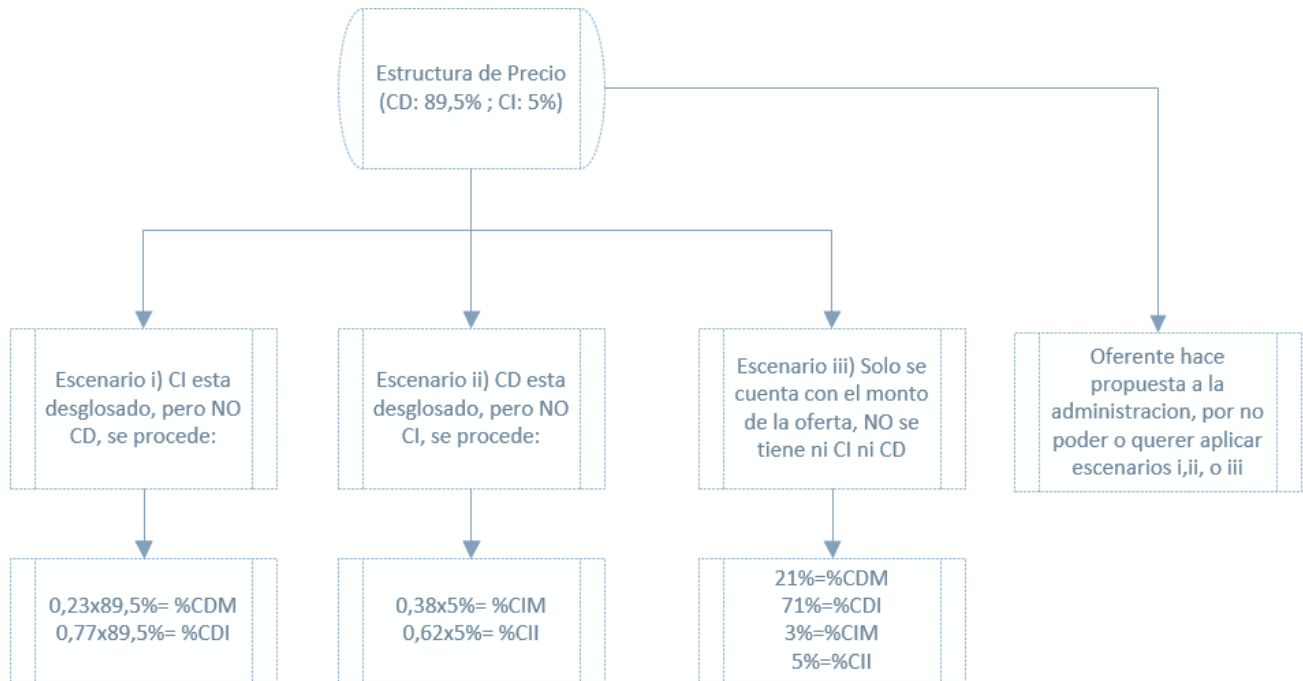 Estructura de Precio
(CD: 89,5% ; CI: 5%)
Escenario i) CI esta
desglosado, pero NO
CD, se procede:
Escenario ii) CD esta
desglosado, pero NO
CI, se procede:
Escenario iii) Solo se
cuenta con el monto
de la oferta, NO se
tiene ni CI ni CD
Oferente hace
propuesta a la
administracion, por no
poder o querer aplicar
escenarios i,ii, o iii
0,23x89,5%= %CDM
0,77x89,5%= %CDI
0,38x5%= %CIM
0,62x5%= %CII
21%=%CDM
71%=%CDI
3%=%CIM
5%=%CII